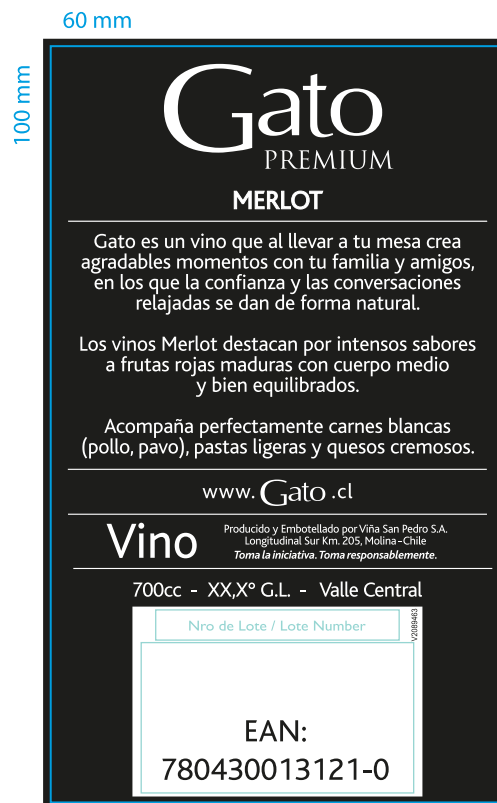 60 mm
100 mm
Gato
PREMIUM
MERLOT
Gato es un vino que al llevar a tu mesa crea
agradables momentos con tu familia y amigos,
en los que la confianza y las conversaciones
relajadas se dan de forma natural.
Los vinos Merlot destacan por intensos sabores
a frutas rojas maduras con cuerpo medio
y bien equilibrados.
Acompaña perfectamente carnes blancas
(pollo, pavo), pastas ligeras y quesos cremosos.
www. Gato .cl
Vino
Producido y Embotellado por Viña San Pedro S.A.
Longitudinal Sur Km. 205, Molina-Chile
Toma la iniciativa. Toma responsablemente.
700cc - XX,X° G.L. - Valle Central
Nro de Lote / Lote Number
V2089463
EAN:
780430013121-0